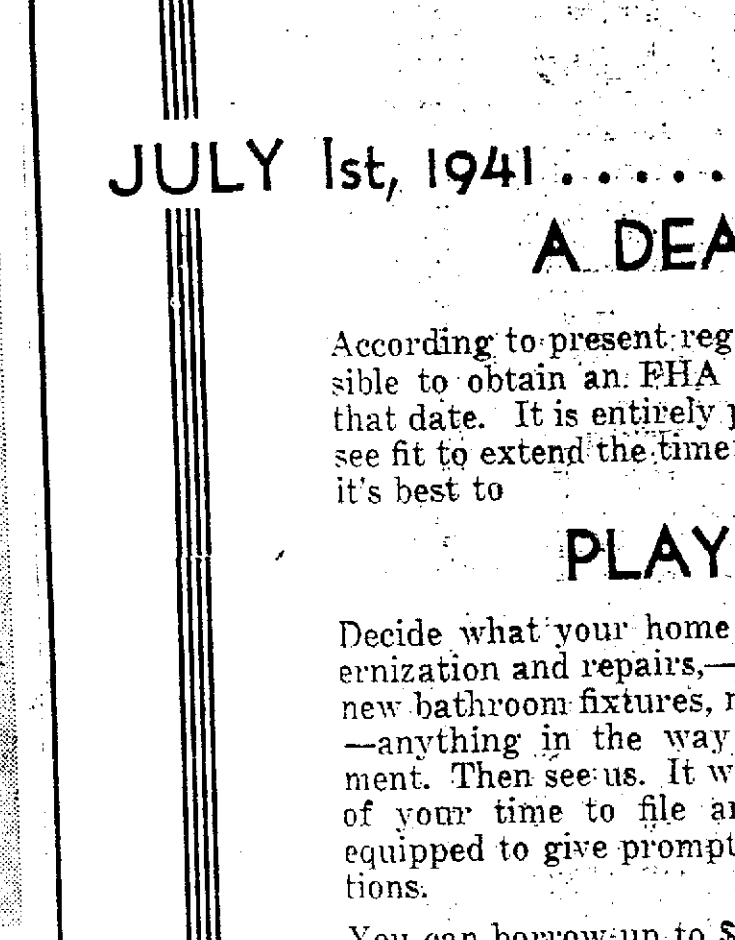 JULY 1st, 1941 . . . . . .
A DEA
According to present reg
sible to obtain an FHA
that date. It is entirely
see fit to extend the time
it's best to
PLAY
Decide what your home
ernization and repairs,—
new bathroom fixtures,
—anything in the way
ment. Then see us. It w
of your time to file a
equipped to give prompt
tions.
You can borrow up to $